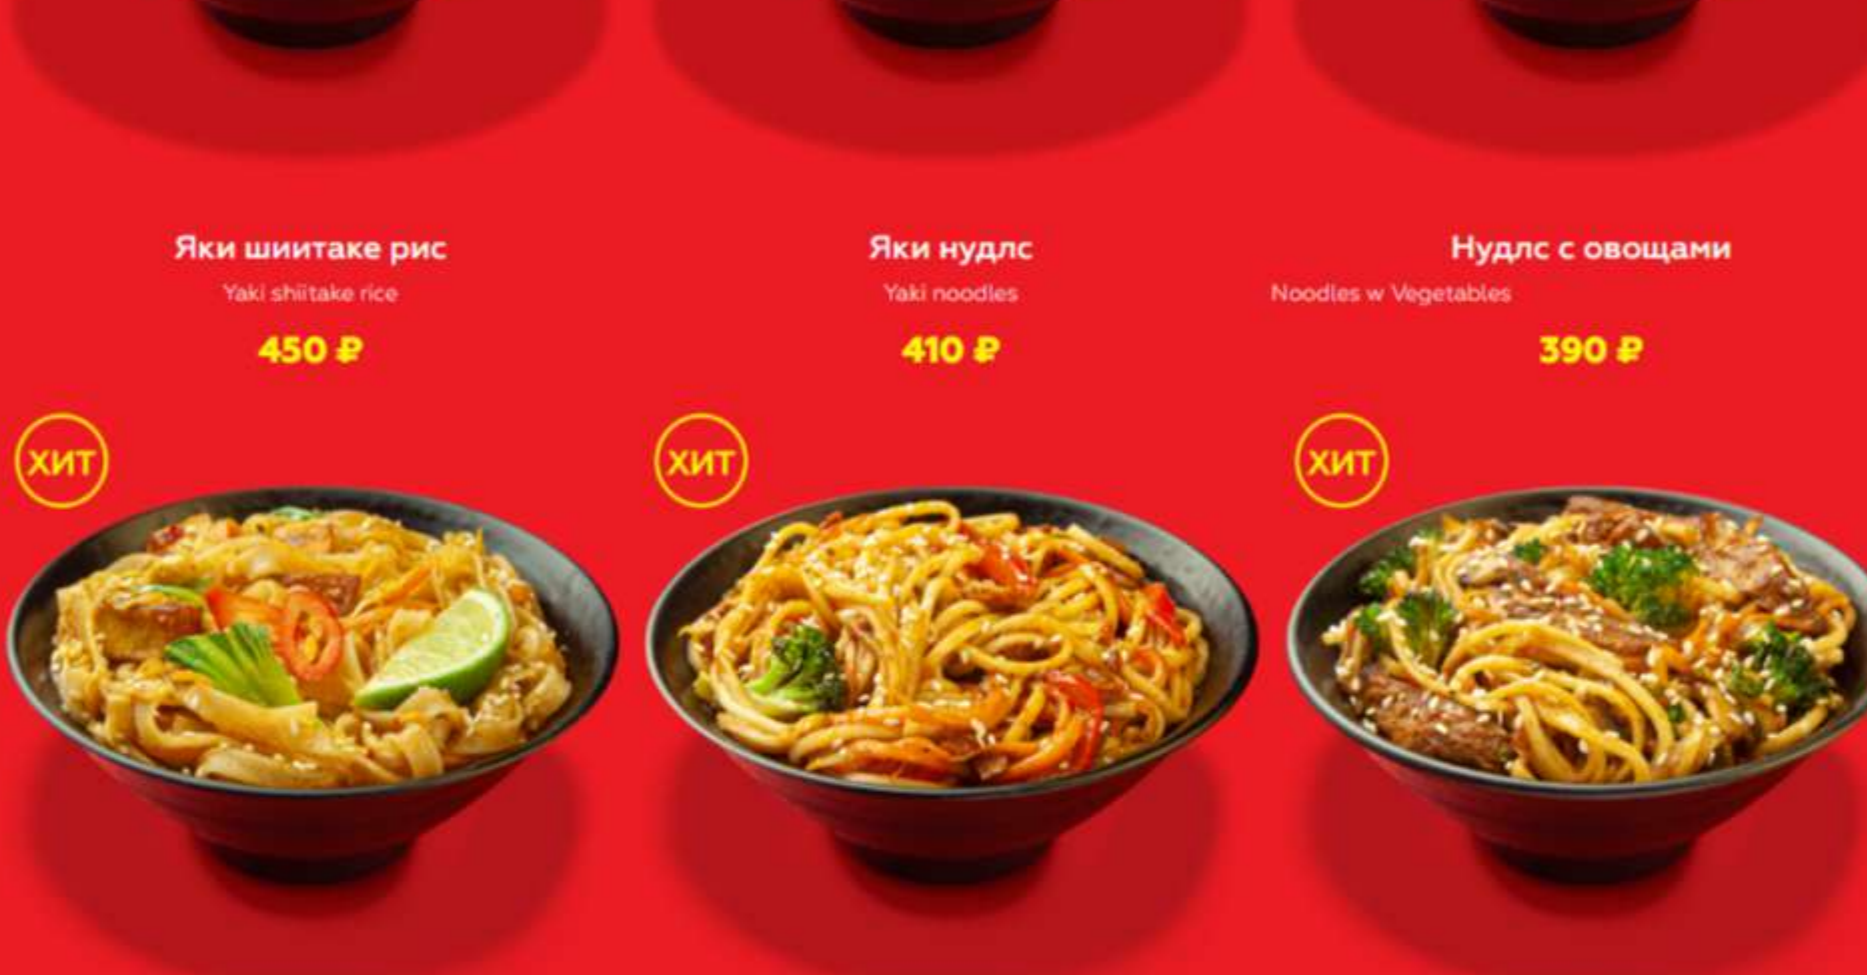 Яки шиитаке рис
Yaki shiitake rice
450 ₽
Яки нудлс
Yaki noodles
410 ₽
Нудлс с овощами
Noodles w Vegetables
390 ₽
ХИТ
ХИТ
ХИТ